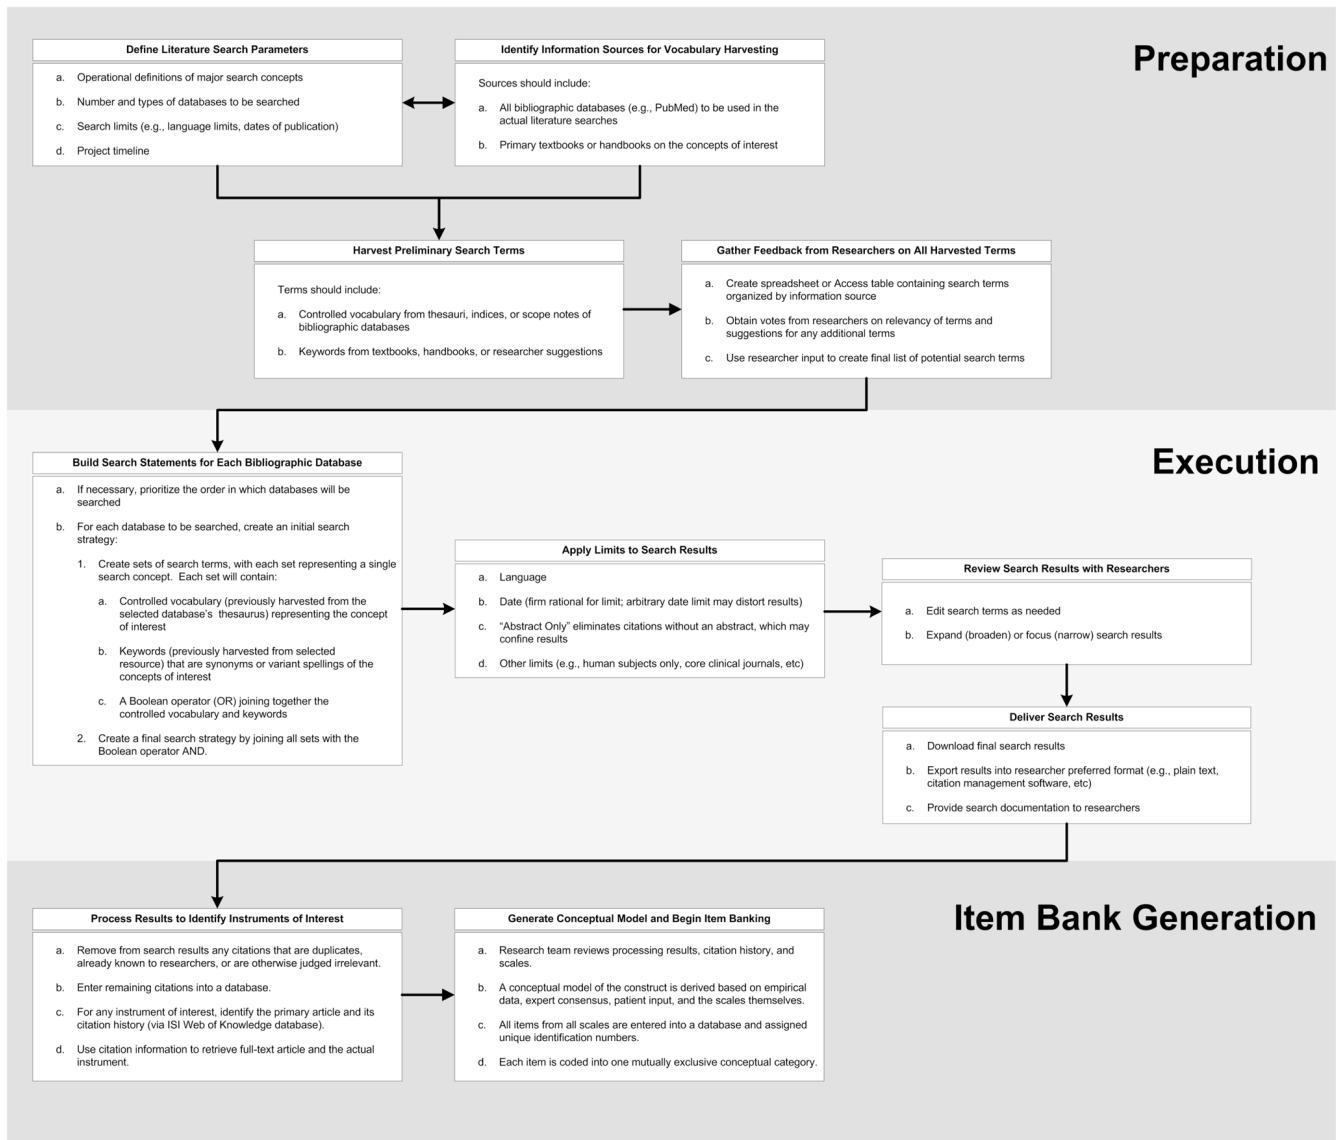 Preparation
Define Literature Search Parameters
a. Operational definitions of major search concepts
b. Number and types of databases to be searched
c. Search limits (e.g., language limits, dates of publication)
d. Project timeline
Identify Information Sources for Vocabulary Harvesting
Sources should include:
a. All bibliographic databases (e.g., PubMed) to be used in the
actual literature searches
b. Primary textbooks or handbooks on the concepts of interest
Harvest Preliminary Search Terms
Terms should include:
a. Controlled vocabulary from thesauri, indices, or scope notes of
bibliographic databases
b. Keywords from textbooks, handbooks, or researcher suggestions
Gather Feedback from Researchers on All Harvested Terms
a. Create spreadsheet or Access table containing search terms
organized by information source
b. Obtain votes from researchers on relevancy of terms and
suggestions for any additional terms
c. Use researcher input to create final list of potential search terms
Execution
Build Search Statements for Each Bibliographic Database
a. If necessary, prioritize the order in which databases will be
searched
b. For each database to be searched, create an initial search
strategy:
1. Create sets of search terms, with each set representing a single
search concept. Each set will contain:
a. Controlled vocabulary (previously harvested from the
selected database's thesaurus) representing the concept
of interest
b. Keywords (previously harvested from selected
resource) that are synonyms or variant spellings of the
concepts of interest
c. A Boolean operator (OR) joining together the
controlled vocabulary and keywords
2. Create a final search strategy by joining all sets with the
Boolean operator AND.
Apply Limits to Search Results
a. Language
b. Date (firm rational for limit; arbitrary date limit may distort results)
c. “Abstract Only” eliminates citations without an abstract, which may
confine results
d. Other limits (e.g., human subjects only, core clinical journals, etc)
Review Search Results with Researchers
a. Edit search terms as needed
b. Expand (broaden) or focus (narrow) search results
Deliver Search Results
a. Download final search results
b. Export results into researcher preferred format (e.g., plain text,
citation management software, etc)
c. Provide search documentation to researchers
Item Bank Generation
Process Results to Identify Instruments of Interest
a. Remove from search results any citations that are duplicates,
already known to researchers, or are otherwise judged irrelevant.
b. Enter remaining citations into a database.
c. For any instrument of interest, identify the primary article and its
citation history (via ISI Web of Knowledge database).
d. Use citation information to retrieve full-text article and the actual
instrument.
Generate Conceptual Model and Begin Item Banking
a. Research team reviews processing results, citation history, and
scales.
b. A conceptual model of the construct is derived based on empirical
data, expert consensus, patient input, and the scales themselves.
c. All items from all scales are entered into a database and assigned
unique identification numbers.
d. Each item is coded into one mutually exclusive conceptual category.